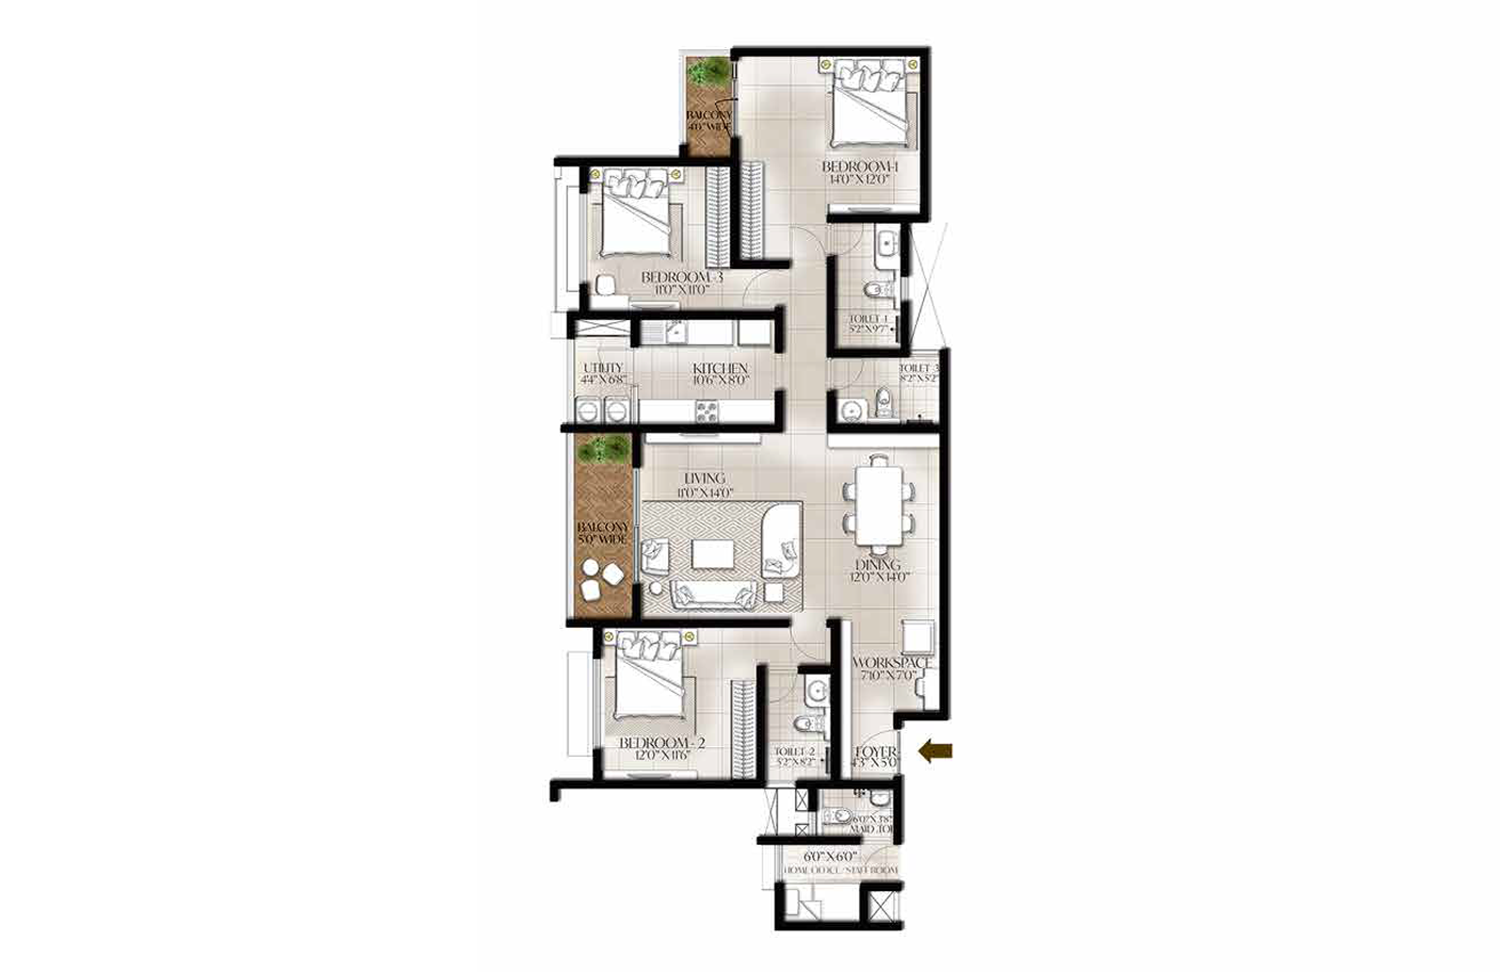 BALCONY
4'0" WIDE
BEDROOM-1
14'0" X 12'0"
BEDROOM-3
11'0" X 11'0"
TOILET-1
5'2" X 9'7"
UTILITY
4'4" X 6'8"
KITCHEN
10'6" X 8'0"
TOILET 3
8'2" X 5'2"
LIVING
11'0" X 14'0"
BALCONY
5'0" WIDE
DINING
12'0" X 14'0"
WORKSPACE
7'10" X 7'0"
BEDROOM - 2
12'0" X 11'6"
TOILET-2
5'2" X 8'2"
FOYER
4'3" X 5'0"
6'0" X 3'8"
MAID TOI
6'0" X 6'0"
HOME OFFICE/STAFF ROOM